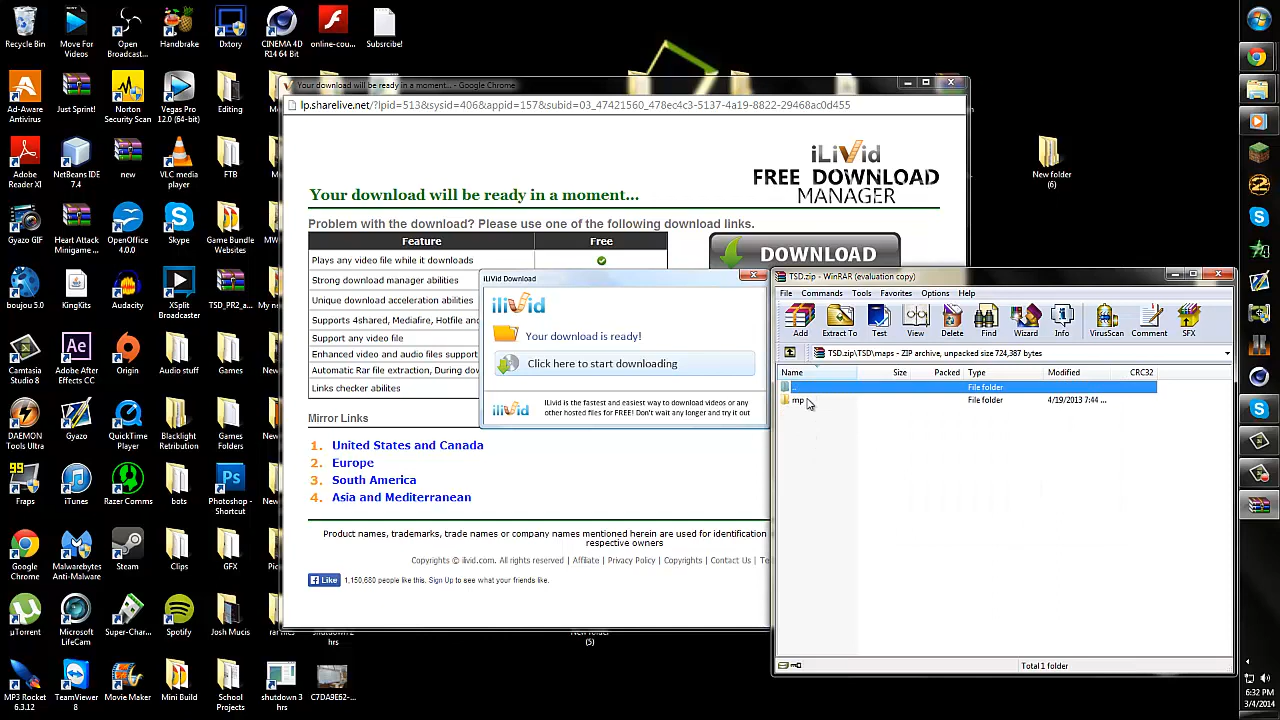 Recycle Bin
Move For Videos
Open Broadcast...
Handbrake
Dxtory
CINEMA 4D R14 64 Bit
online-cou...
Subsrcibe!
Ad-Aware Antivirus
Just Sprint!
Norton Security Scan
Vegas Pro 12.0 (64-bit)
Editing
Adobe Reader XI
NetBeans IDE 7.4
new
VLC media player
FTB
Gyazo GIF
Heart Attack Minigame ...
OpenOffice 4.0.0
Skype
Game Bundle Websites
boujou 5.0
KingKits
Audacity
XSplit Broadcaster
TSD_PR2_a...
Camtasia Studio 8
Adobe After Effects CC
Origin
Audio stuff
Games Folders
DAEMON Tools Ultra
Gyazo
QuickTime Player
Blacklight Retribution
Fraps
iTunes
Razer Comms
bots
Photoshop - Shortcut
Google Chrome
Malwarebytes Anti-Malware
Steam
Clips
GFX
µTorrent
Microsoft LifeCam
Super-Char...
Spotify
Josh Mucis
MP3 Rocket 6.3.12
TeamViewer 8
Movie Maker
Mini Build
School Projects
shutdown 3 hrs
C7DA9E62-...
New folder (6)
(5)
Your download will be ready in a moment... - Google Chrome
lp.sharelive.net/?lpid=513&sysid=406&appid=157&subid=03_47421560_478ec4c3-5137-4a19-8822-29468ac0d455
iLiVid
FREE DOWNLOAD
MANAGER
Your download will be ready in a moment...
Problem with the download? Please use one of the following download links.
Feature Free
Plays any video file while it downloads
Strong download manager abilities
Unique download acceleration abilities
Supports 4shared, Mediafire, Hotfile an
Support any video file
Enhanced video and audio files support
Automatic Rar file extraction, During dow
Links checker abilites
DOWNLOAD
Mirror Links
1. United States and Canada
2. Europe
3. South America
4. Asia and Mediterranean
Product names, trademarks, trade names or company names mentioned herein are used for identification
respective owners
Copyrights © ilivid.com. All rights reserved | Affiliate | Privacy Policy | Copyrights | Contact Us | Te
Like 1,150,680 people like this. Sign Up to see what your friends like.
iLiVid Download
ilivid
Your download is ready!
Click here to start downloading
ilivid
ILivid is the fastest and easiest way to download videos or any
other hosted files for FREE! Don't wait any longer and try it out
TSD.zip - WinRAR (evaluation copy)
File Commands Tools Favorites Options Help
Add Extract To Test View Delete Find Wizard Info VirusScan Comment SFX
TSD.zip\TSD\maps - ZIP archive, unpacked size 724,387 bytes
Name Size Packed Type Modified CRC32
.. File folder
mp File folder 4/19/2013 7:44 ...
Total 1 folder
6:32 PM
3/4/2014